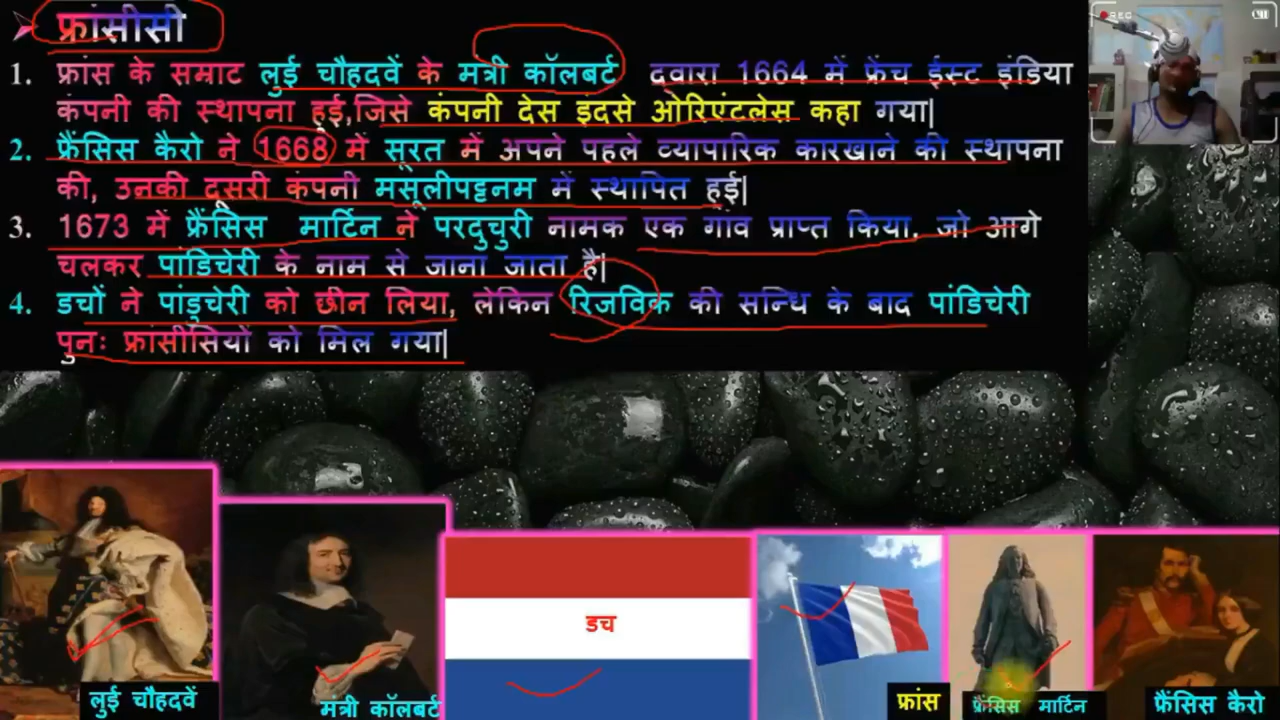 फ्रांसीसी
1. फ्रांस के सम्राट लुई चौहदवें के मंत्री कॉलबर्ट द्वारा 1664 में फ्रेंच ईस्ट इंडिया
कंपनी की स्थापना हुई,जिसे कंपनी देस इंदसे ओरिएंटलेस कहा गया|
2. फ्रैंसिस कैरो ने 1668 में सूरत में अपने पहले व्यापारिक कारखाने की स्थापना
की, उनकी दूसरी कंपनी मसूलीपट्टनम में स्थापित हुई|
3. 1673 में फ्रैंसिस मार्टिन ने परदुचुरी नामक एक गांव प्राप्त किया, जो आगे
चलकर पांडिचेरी के नाम से जाना जाता है|
4. डचों ने पांड्चेरी को छीन लिया, लेकिन रिजविक की सन्धि के बाद पांडिचेरी
पुनः फ्रांसीसियों को मिल गया|
REC
डच
लुई चौहदवें
मंत्री कॉलबर्ट
फ्रांस
फ्रैंसिस मार्टिन
फ्रैंसिस कैरो